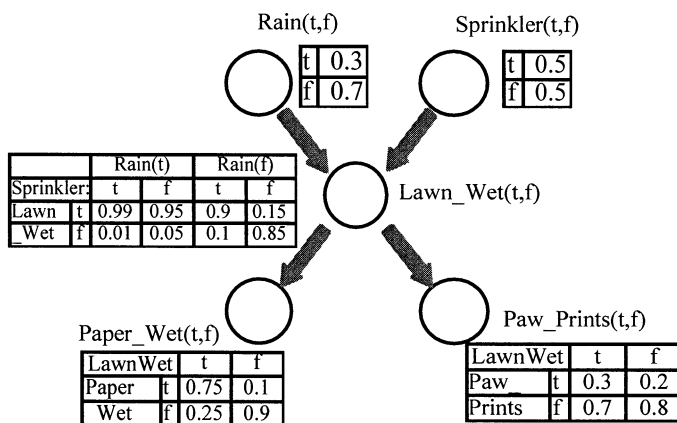 Rain(t,f)
t 0.3
f 0.7
Sprinkler(t,f)
t 0.5
f 0.5
Rain(t) Rain(f)
Sprinkler: t f t f
Lawn t 0.99 0.95 0.9 0.15
_Wet f 0.01 0.05 0.1 0.85
Lawn_Wet(t,f)
Paper_Wet(t,f)
LawnWet t f
Paper t 0.75 0.1
_Wet f 0.25 0.9
Paw_Prints(t,f)
LawnWet t f
Paw_ t 0.3 0.2
Prints f 0.7 0.8